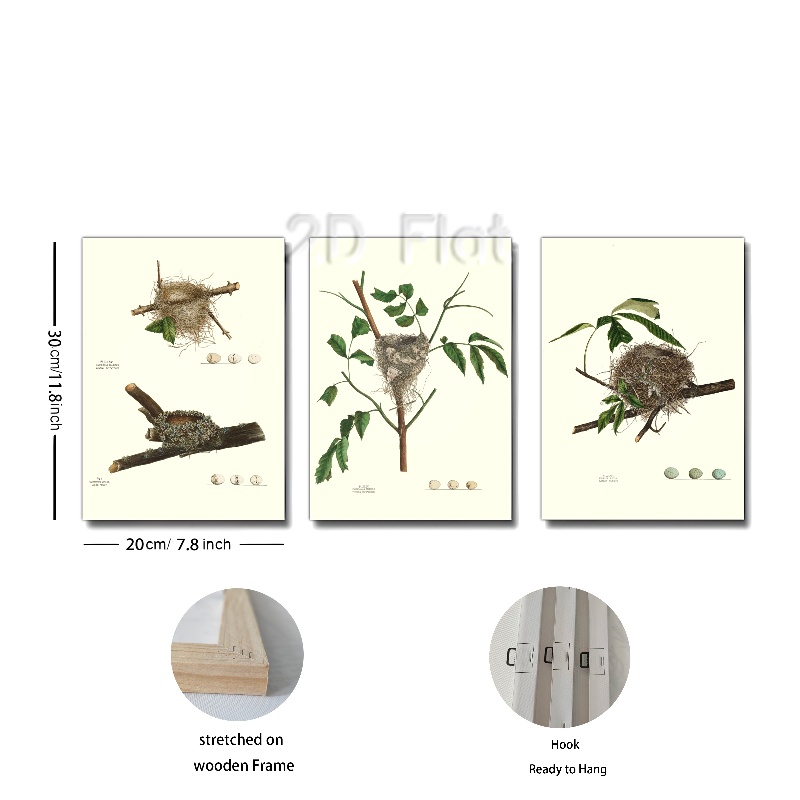 2D Flat
30cm/11.8inch
20cm/ 7.8 inch
stretched on
wooden Frame
Hook
Ready to Hang